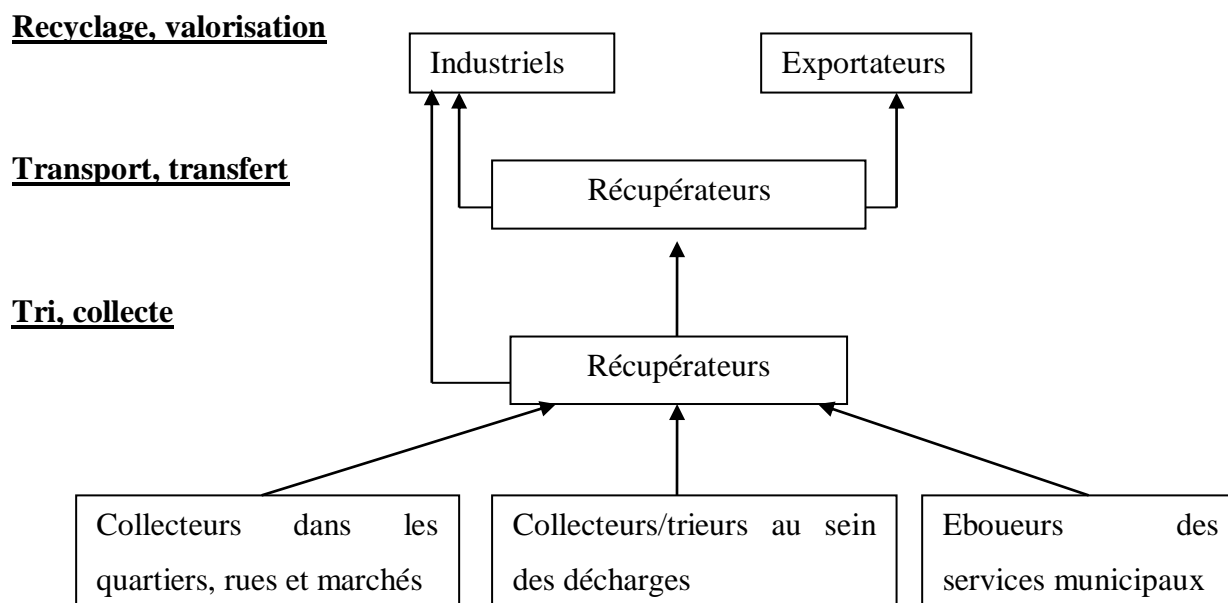 Recyclage, valorisation
Industriels
Exportateurs
Transport, transfert
Récupérateurs
Tri, collecte
Récupérateurs
Collecteurs dans les
quartiers, rues et marchés
Collecteurs/trieurs au sein
des décharges
Eboueurs des
services municipaux